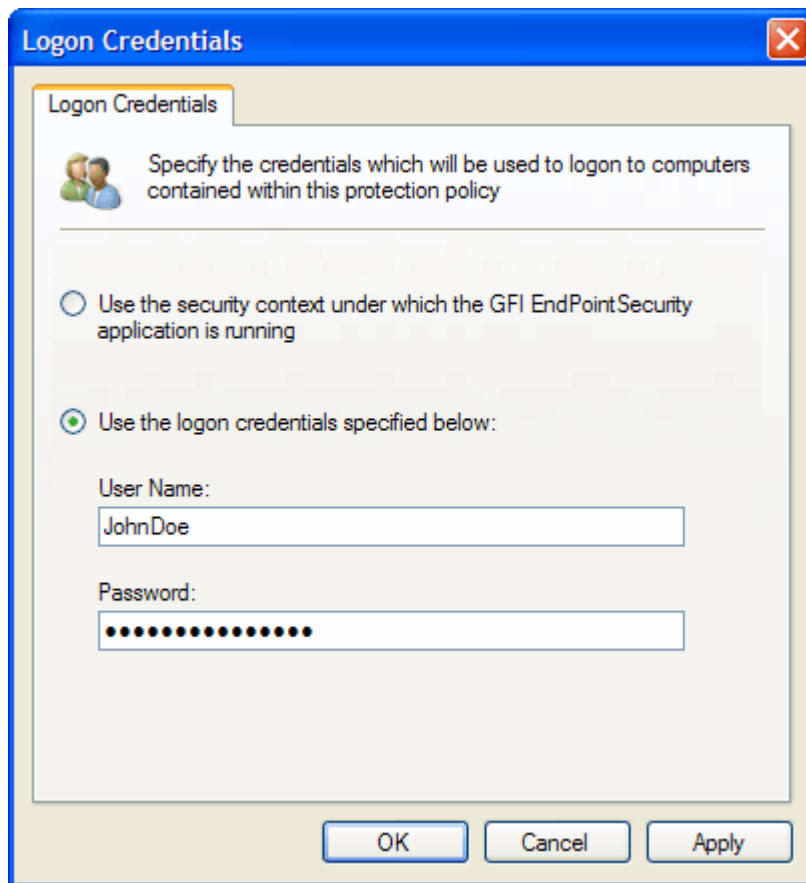 Logon Credentials
Logon Credentials
Specify the credentials which will be used to logon to computers
contained within this protection policy
Use the security context under which the GFI EndPointSecurity
application is running
Use the logon credentials specified below:
User Name:
JohnDoe
Password:
•••••••••••••••
OK
Cancel
Apply